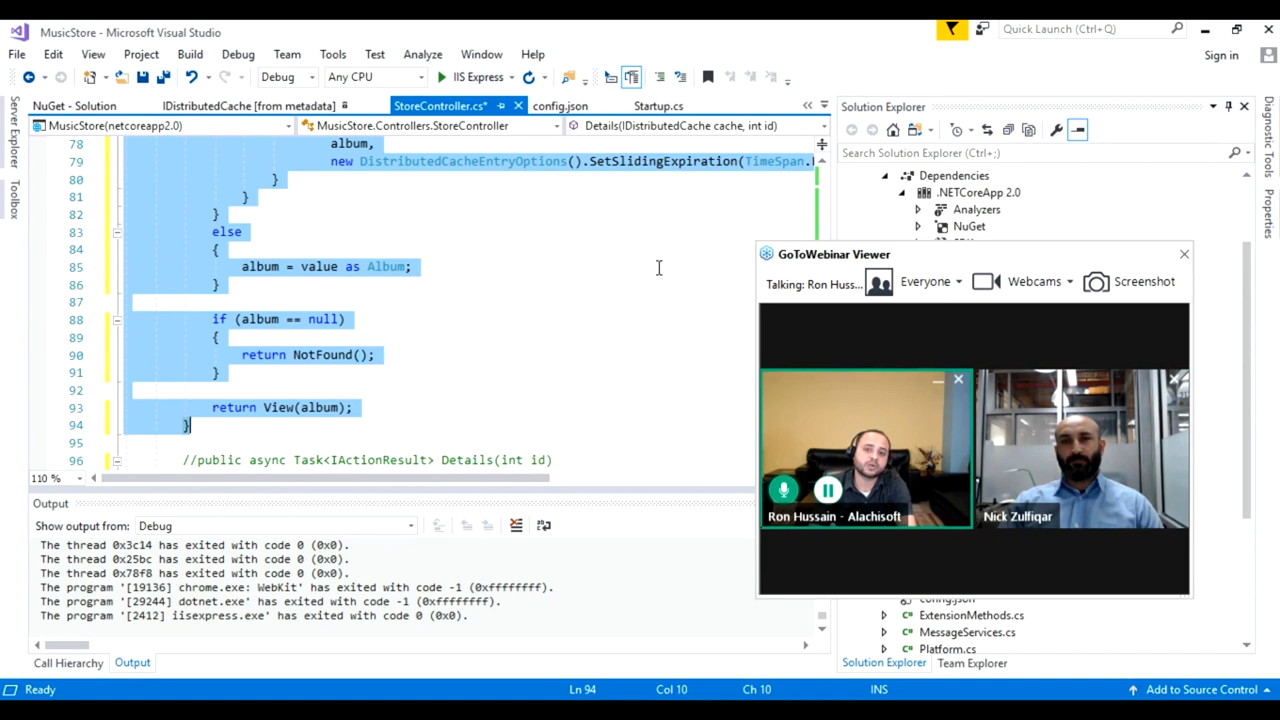 MusicStore - Microsoft Visual Studio
Quick Launch (Ctrl+Q)
File Edit View Project Build Debug Team Tools Test Analyze Window Help
Sign in
Debug Any CPU IIS Express
NuGet - Solution IDistributedCache [from metadata] StoreController.cs* config.json Startup.cs
Solution Explorer
MusicStore(netcoreapp2.0) MusicStore.Controllers.StoreController Details(IDistributedCache cache, int id)
Search Solution Explorer (Ctrl+;)
Server Explorer
Toolbox
Diagnostic Tools
Properties
78 album,
79 new DistributedCacheEntryOptions().SetSlidingExpiration(TimeSpan.
80 }
81 }
82 }
83 else
84 {
85 album = value as Album;
86 }
87
88 if (album == null)
89 {
90 return NotFound();
91 }
92
93 return View(album);
94 }
95
96 //public async Task<IActionResult> Details(int id)
110 %
Dependencies
.NETCoreApp 2.0
Analyzers
NuGet
GoToWebinar Viewer
Talking: Ron Huss... Everyone Webcams Screenshot
Ron Hussain - Alachisoft
Nick Zulfiqar
config.json
ExtensionMethods.cs
MessageServices.cs
Platform.cs
Solution Explorer Team Explorer
Output
Show output from: Debug
The thread 0x3c14 has exited with code 0 (0x0).
The thread 0x25bc has exited with code 0 (0x0).
The thread 0x78f8 has exited with code 0 (0x0).
The program '[19136] chrome.exe: WebKit' has exited with code -1 (0xffffffff).
The program '[29244] dotnet.exe' has exited with code -1 (0xffffffff).
The program '[2412] iisexpress.exe' has exited with code 0 (0x0).
Call Hierarchy Output
Ready Ln 94 Col 10 Ch 10 INS Add to Source Control